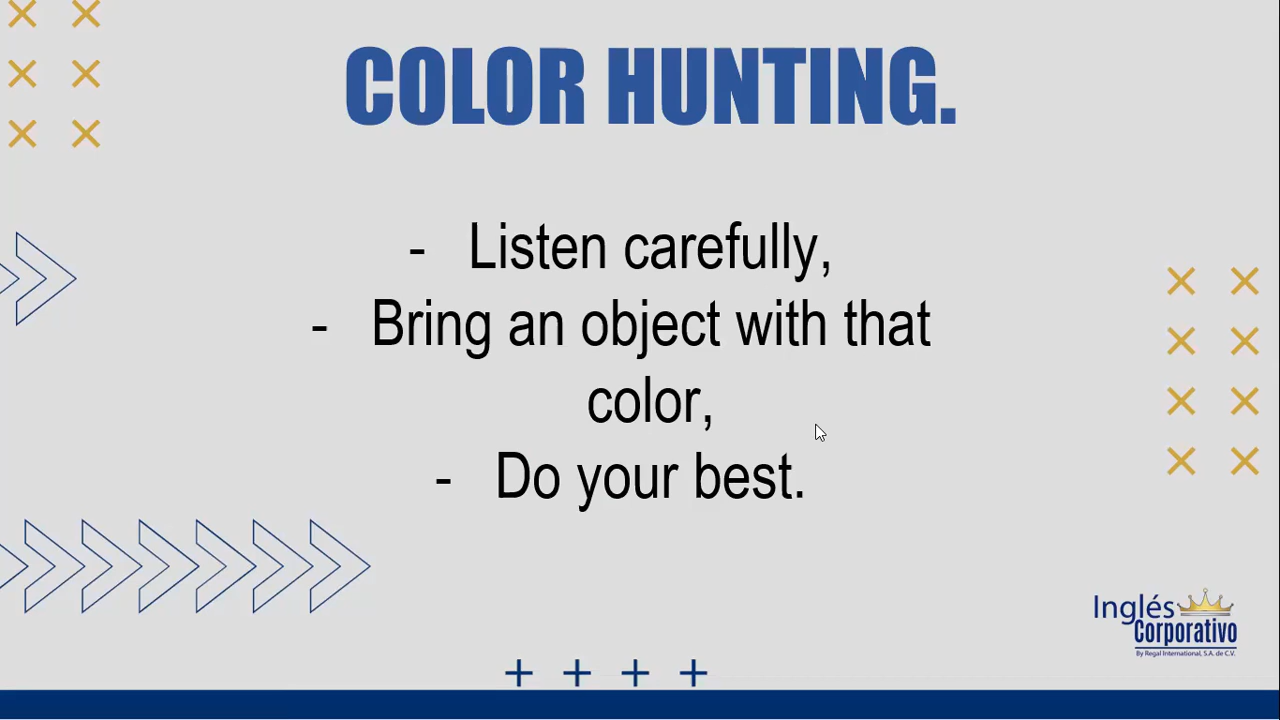 COLOR HUNTING.
- Listen carefully,
- Bring an object with that
color,
- Do your best.
Inglés
Corporativo
By Regal International, S.A. de C.V.